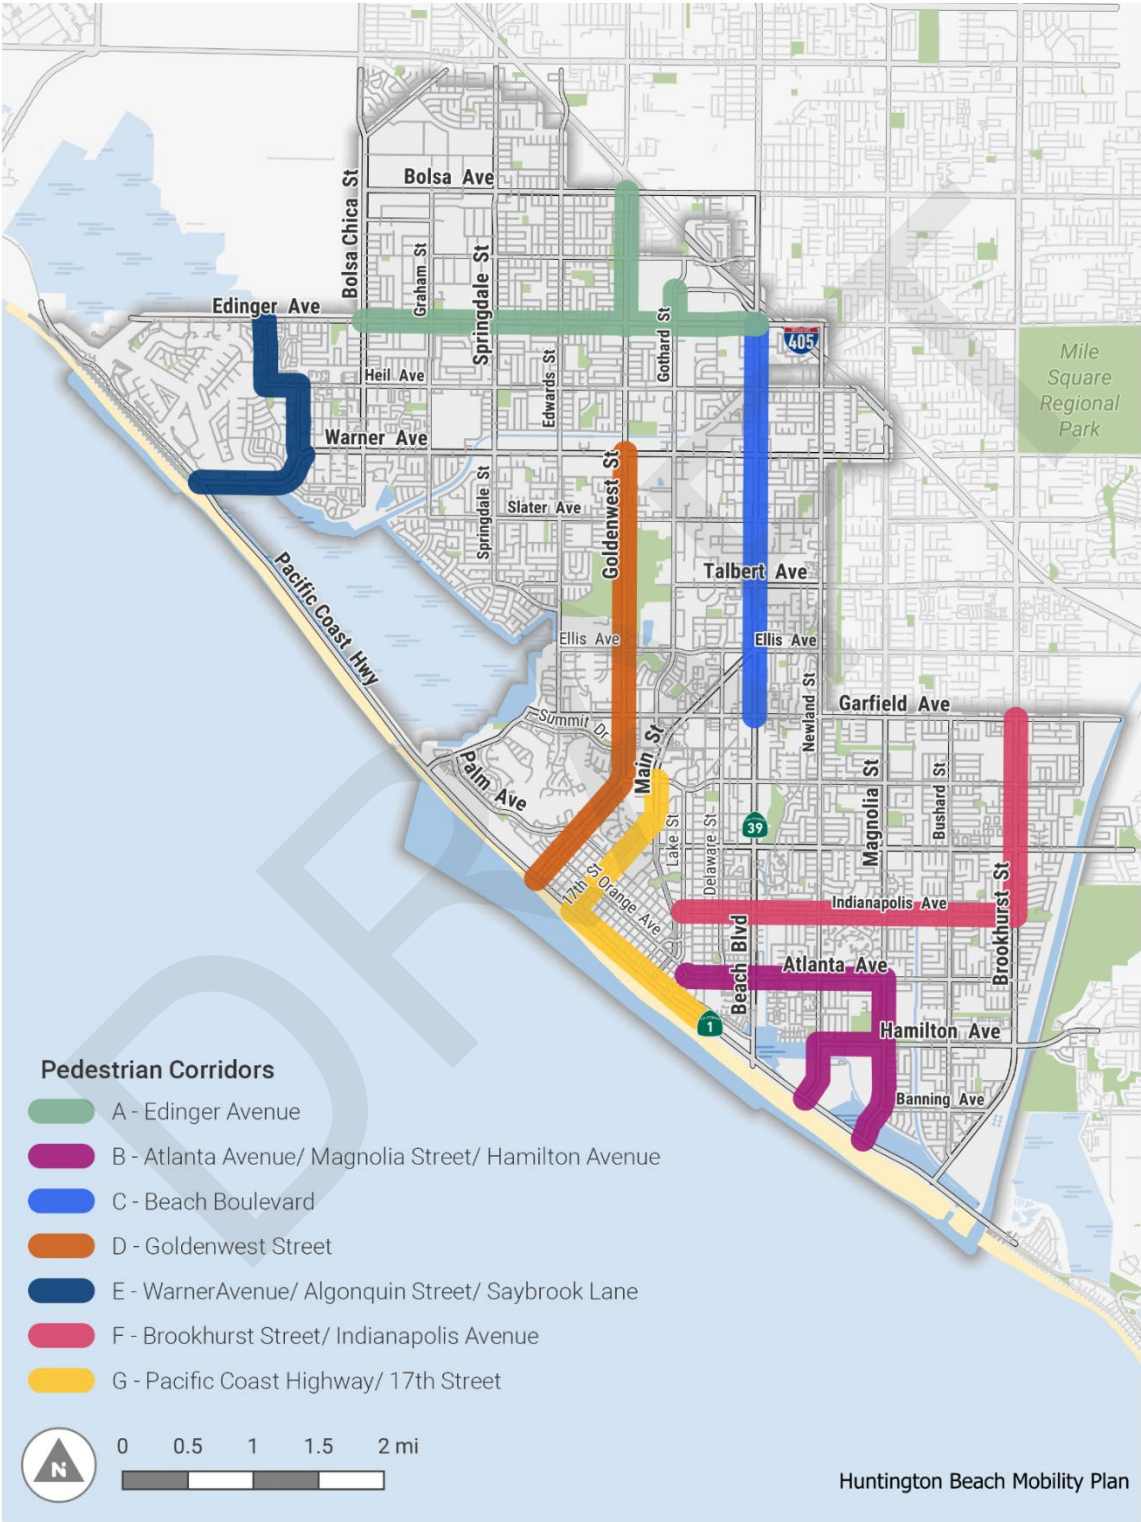 Bolsa Ave
Bolsa Chica St
Graham St
Springdale St
Edinger Ave
Gothard St
INTERSTATE
405
Edwards St
Heil Ave
Mile
Square
Regional
Park
Warner Ave
Goldenwest St
Springdale St
Slater Ave
Talbert Ave
Pacific Coast Hwy
Ellis Ave
Ellis Ave
Newland St
Garfield Ave
Summit Dr
Main St
Palm Ave
Magnolia St
Bushard St
CALIFORNIA
39
Lake St
Delaware St
17th St
Orange Ave
Indianapolis Ave
Brookhurst St
Beach Blvd
Atlanta Ave
CALIFORNIA
1
Hamilton Ave
Banning Ave
DRAFT
Pedestrian Corridors
A - Edinger Avenue
B - Atlanta Avenue/ Magnolia Street/ Hamilton Avenue
C - Beach Boulevard
D - Goldenwest Street
E - WarnerAvenue/ Algonquin Street/ Saybrook Lane
F - Brookhurst Street/ Indianapolis Avenue
G - Pacific Coast Highway/ 17th Street
N
0 0.5 1 1.5 2 mi
Huntington Beach Mobility Plan